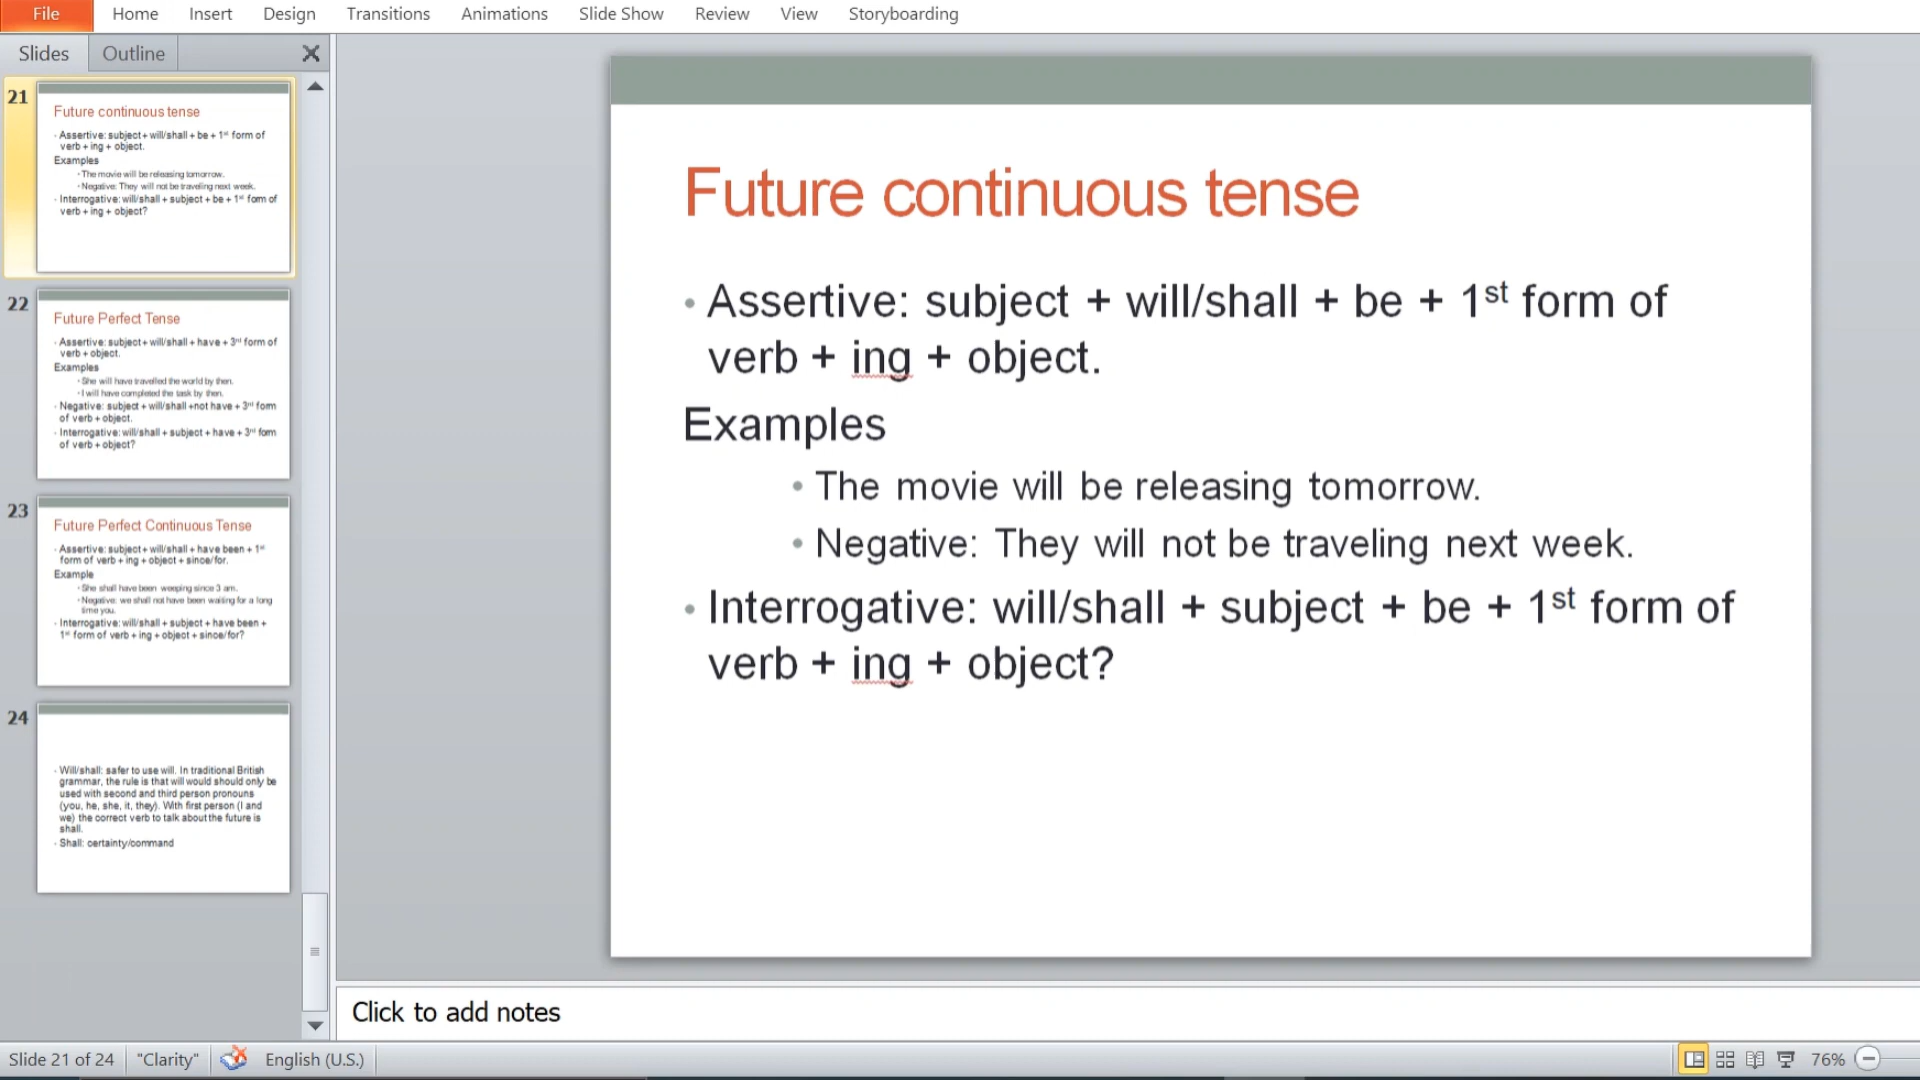 File Home Insert Design Transitions Animations Slide Show Review View Storyboarding
Slides Outline
21
Future continuous tense
Assertive: subject + will/shall + be + 1st form of
verb + ing + object.
Examples
The movie will be releasing tomorrow.
Negative: They will not be traveling next week.
Interrogative: will/shall + subject + be + 1st form of
verb + ing + object?
22
Future Perfect Tense
Assertive: subject + will/shall + have + 3rd form of
verb + object.
Examples
She will have travelled the world by then.
I will have completed the task by then.
Negative: subject + will/shall +not have + 3rd form
of verb + object.
Interrogative: will/shall + subject + have + 3rd form
of verb + object?
23
Future Perfect Continuous Tense
Assertive: subject + will/shall + have been + 1st
form of verb + ing + object + since/for.
Example
She shall have been weeping since 3 am.
Negative: we shall not have been waiting for a long
time you.
Interrogative: will/shall + subject + have been +
1st form of verb + ing + object + since/for?
24
Will/shall: safer to use will. In traditional British
grammar, the rule is that will would should only be
used with second and third person pronouns
(you, he, she, it, they). With first person (I and
we) the correct verb to talk about the future is
shall.
Shall: certainty/command
Future continuous tense
• Assertive: subject + will/shall + be + 1st form of
verb + ing + object.
Examples
• The movie will be releasing tomorrow.
• Negative: They will not be traveling next week.
• Interrogative: will/shall + subject + be + 1st form of
verb + ing + object?
Click to add notes
Slide 21 of 24 "Clarity" English (U.S.) 76%